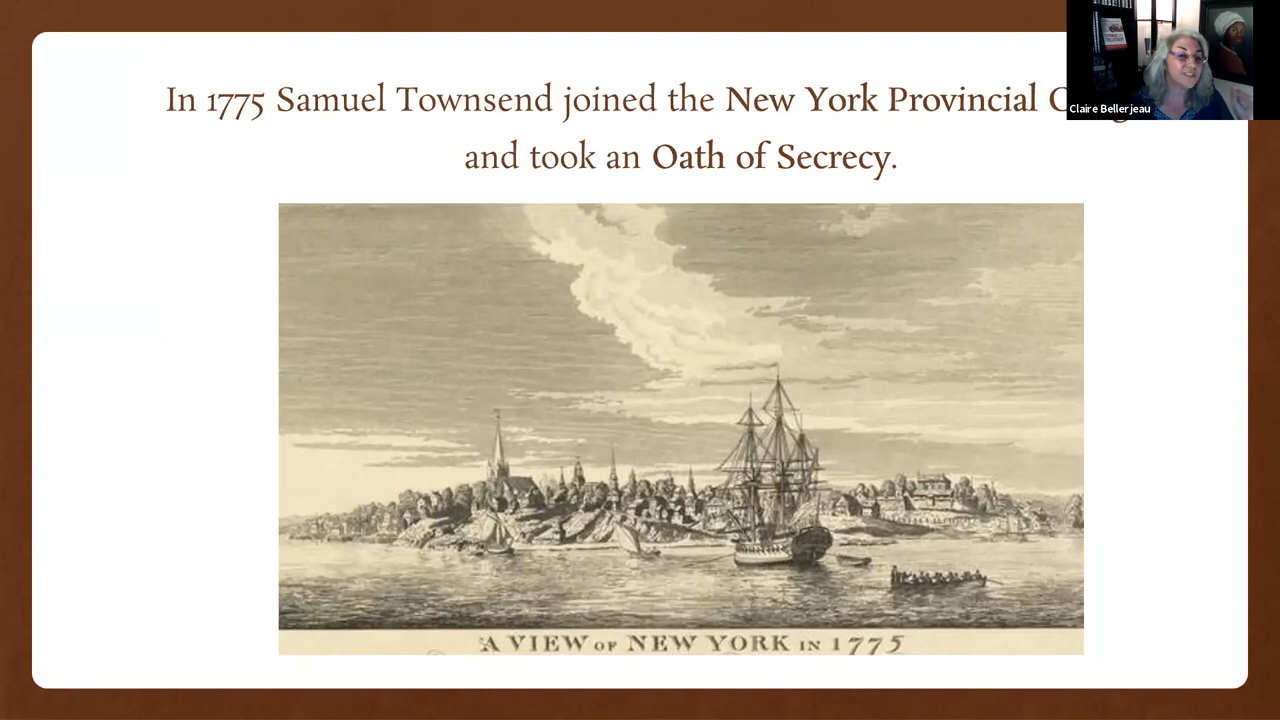 In 1775 Samuel Townsend joined the New York Provincial
and took an Oath of Secrecy.
Claire Bellerjeau
A VIEW OF NEW YORK IN 1775